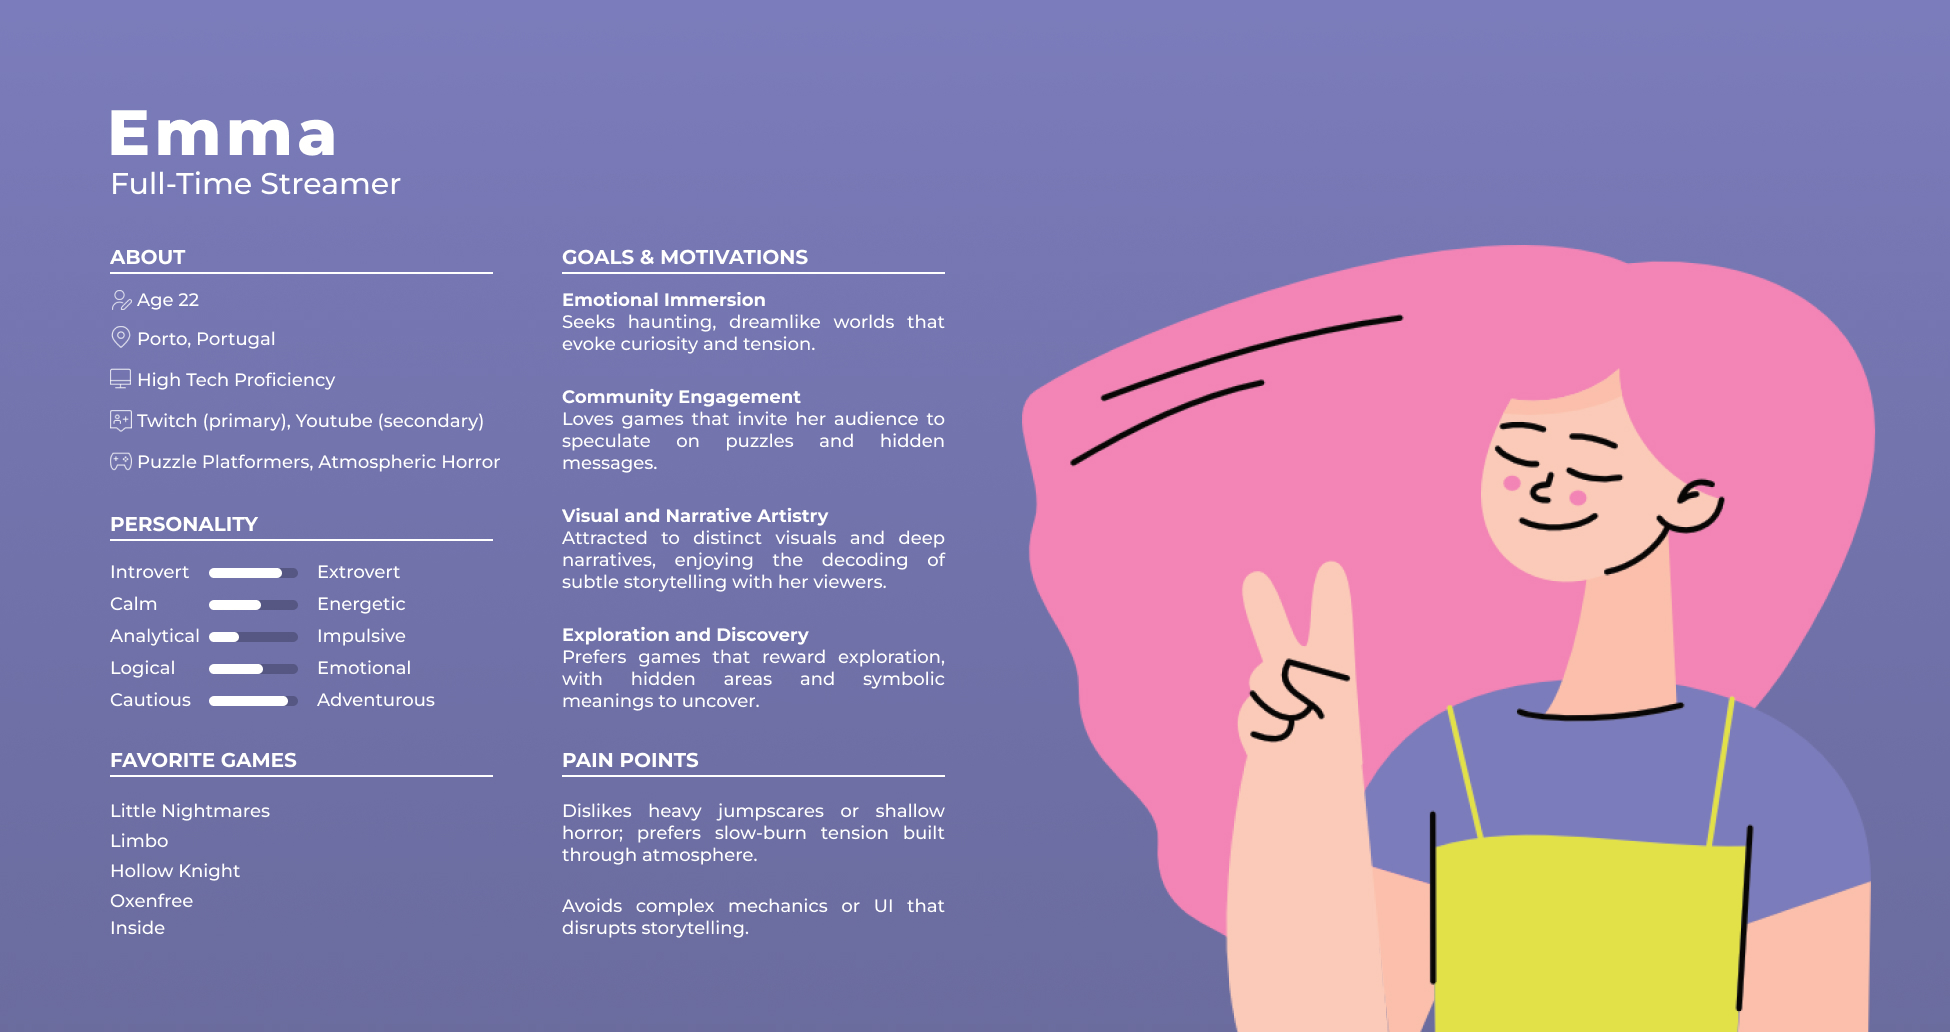 Emma
Full-Time Streamer
ABOUT
Age 22
Porto, Portugal
High Tech Proficiency
Twitch (primary), Youtube (secondary)
Puzzle Platformers, Atmospheric Horror
PERSONALITY
Introvert Extrovert
Calm Energetic
Analytical Impulsive
Logical Emotional
Cautious Adventurous
FAVORITE GAMES
Little Nightmares
Limbo
Hollow Knight
Oxenfree
Inside
GOALS & MOTIVATIONS
Emotional Immersion
Seeks haunting, dreamlike worlds that
evoke curiosity and tension.
Community Engagement
Loves games that invite her audience to
speculate on puzzles and hidden
messages.
Visual and Narrative Artistry
Attracted to distinct visuals and deep
narratives, enjoying the decoding of
subtle storytelling with her viewers.
Exploration and Discovery
Prefers games that reward exploration,
with hidden areas and symbolic
meanings to uncover.
PAIN POINTS
Dislikes heavy jumpscares or shallow
horror; prefers slow-burn tension built
through atmosphere.
Avoids complex mechanics or UI that
disrupts storytelling.